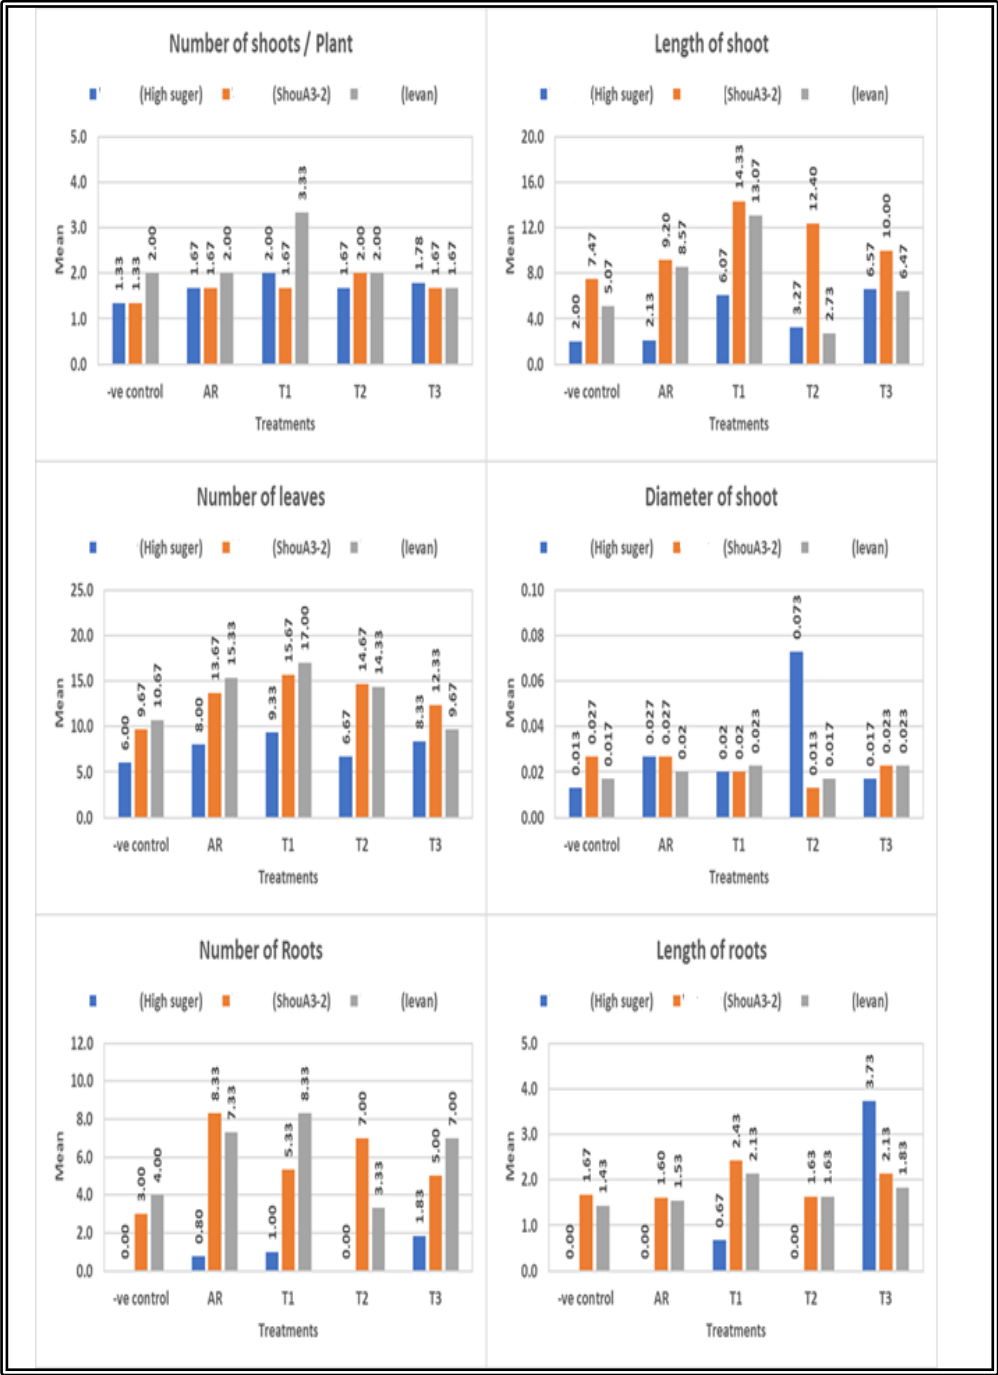 Number of shoots / Plant
(High suger) (ShouA3-2) (levan)
5.0
4.0
3.0
2.0
1.0
0.0
Mean
1.33 1.33 2.00 1.67 1.67 2.00 2.00 1.67 3.33 1.67 2.00 2.00 1.78 1.67 1.67
-ve control AR T1 T2 T3
Treatments
Length of shoot
(High suger) (ShouA3-2) (levan)
20.0
16.0
12.0
8.0
4.0
0.0
Mean
2.00 7.47 5.07 2.13 9.20 8.57 6.07 14.33 13.07 3.27 12.40 2.73 6.57 10.00 6.47
-ve control AR T1 T2 T3
Treatments
Number of leaves
(High suger) (ShouA3-2) (levan)
25.0
20.0
15.0
10.0
5.0
0.0
Mean
6.00 9.67 10.67 8.00 13.67 15.33 9.33 15.67 17.00 6.67 14.67 14.33 8.33 12.33 9.67
-ve control AR T1 T2 T3
Treatments
Diameter of shoot
(High suger) (ShouA3-2) (levan)
0.10
0.08
0.06
0.04
0.02
0.00
Mean
0.013 0.027 0.017 0.027 0.027 0.02 0.02 0.02 0.023 0.073 0.013 0.017 0.017 0.023 0.023
-ve control AR T1 T2 T3
Treatments
Number of Roots
(High suger) (ShouA3-2) (levan)
12.0
10.0
8.0
6.0
4.0
2.0
0.0
Mean
0.00 3.00 4.00 0.80 8.33 7.33 1.00 5.33 8.33 0.00 7.00 3.33 1.83 5.00 7.00
-ve control AR T1 T2 T3
Treatments
Length of roots
(High suger) (ShouA3-2) (levan)
5.0
4.0
3.0
2.0
1.0
0.0
Mean
0.00 1.67 1.43 0.00 1.60 1.53 0.67 2.43 2.13 0.00 1.63 1.63 3.73 2.13 1.83
-ve control AR T1 T2 T3
Treatments